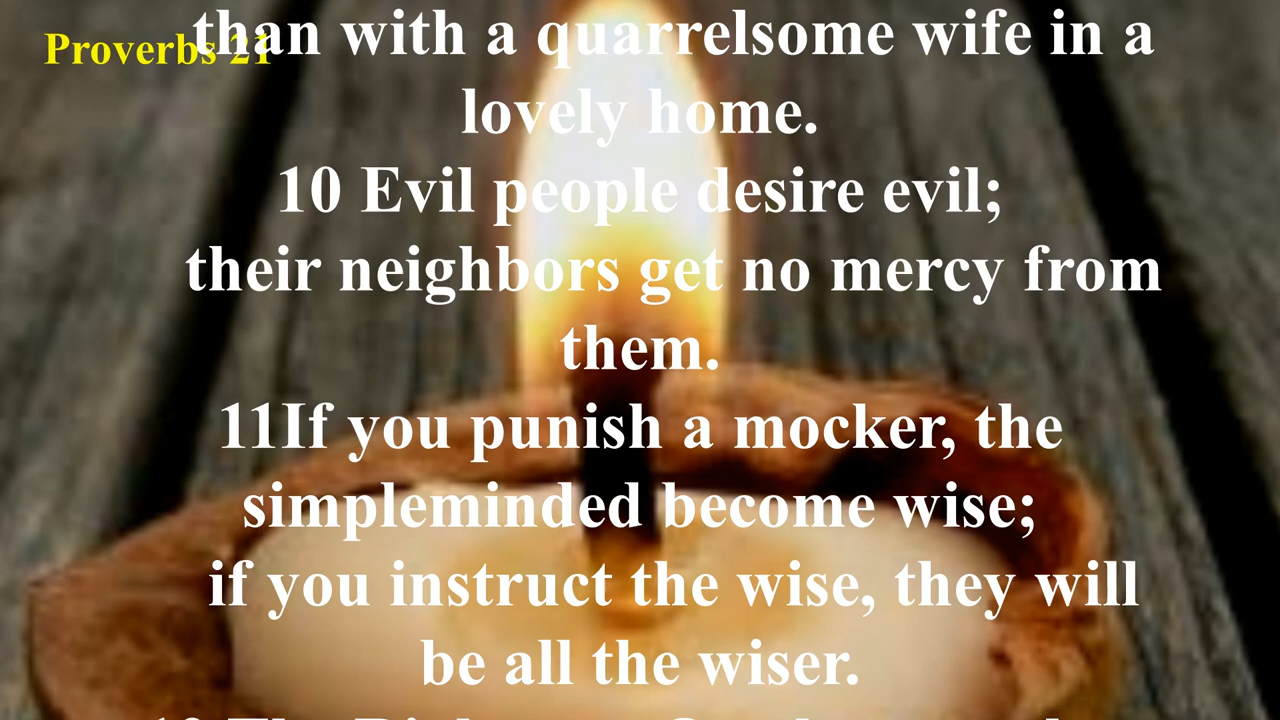 Proverbs 21
than with a quarrelsome wife in a
lovely home.
10 Evil people desire evil;
their neighbors get no mercy from
them.
11If you punish a mocker, the
simpleminded become wise;
if you instruct the wise, they will
be all the wiser.